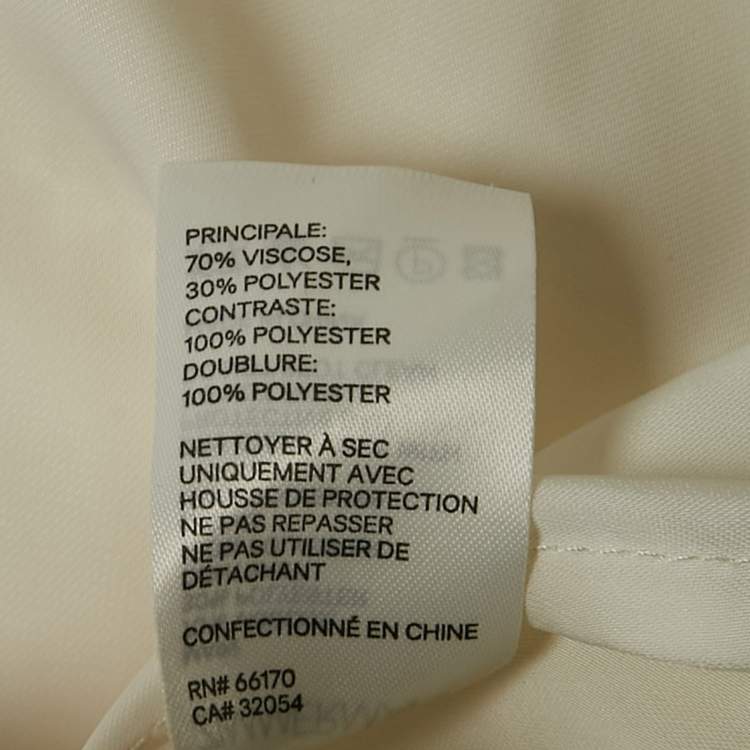 PRINCIPALE:
70% VISCOSE,
30% POLYESTER
CONTRASTE:
100% POLYESTER
DOUBLURE:
100% POLYESTER
NETTOYER À SEC
UNIQUEMENT AVEC
HOUSSE DE PROTECTION
NE PAS REPASSER
NE PAS UTILISER DE
DÉTACHANT
CONFECTIONNÉ EN CHINE
RN# 66170
CA# 32054